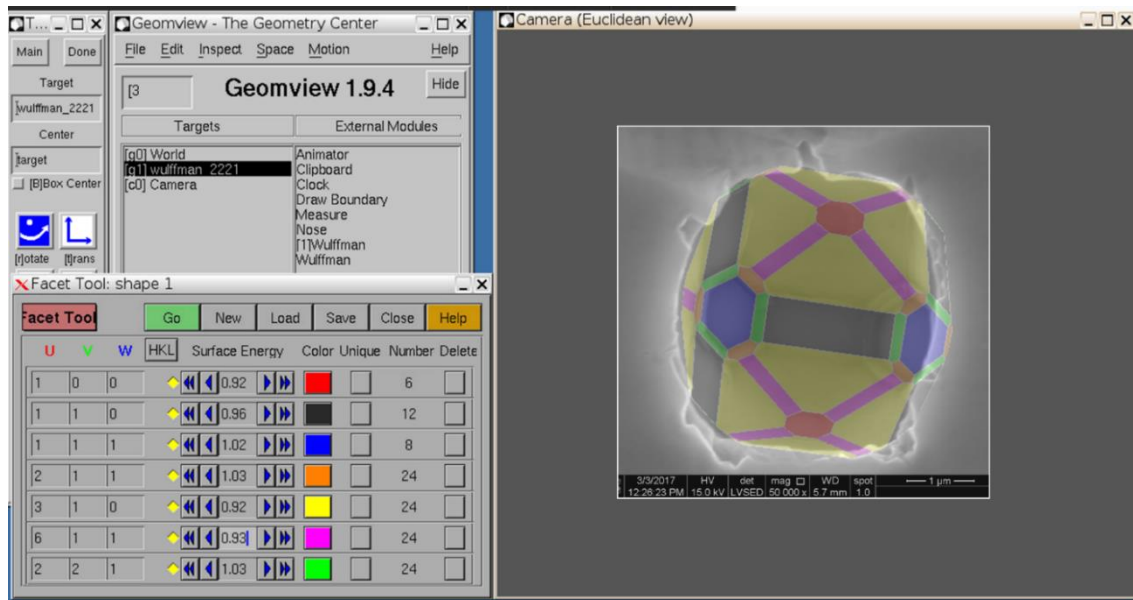 T...
Main Done
Target
wulffman_2221
Center
target
[B]Box Center
[r]otate [t]rans
Geomview - The Geometry Center
File Edit Inspect Space Motion Help
[3 Geomview 1.9.4 Hide
Targets External Modules
[g0] World
[g1] wulffman_2221
[c0] Camera
Animator
Clipboard
Clock
Draw Boundary
Measure
Nose
[1]Wulffman
Wulffman
Facet Tool: shape 1
Facet Tool Go New Load Save Close Help
U V W HKL Surface Energy Color Unique Number Delete
1 0 0 0.92 6
1 1 0 0.96 12
1 1 1 1.02 8
2 1 1 1.03 24
3 1 0 0.92 24
6 1 1 0.93 24
2 2 1 1.03 24
Camera (Euclidean view)
3/3/2017 HV det mag WD spot 1 µm
12:26:23 PM 15.0 kV LVSED 50 000 x 5.7 mm 1.0